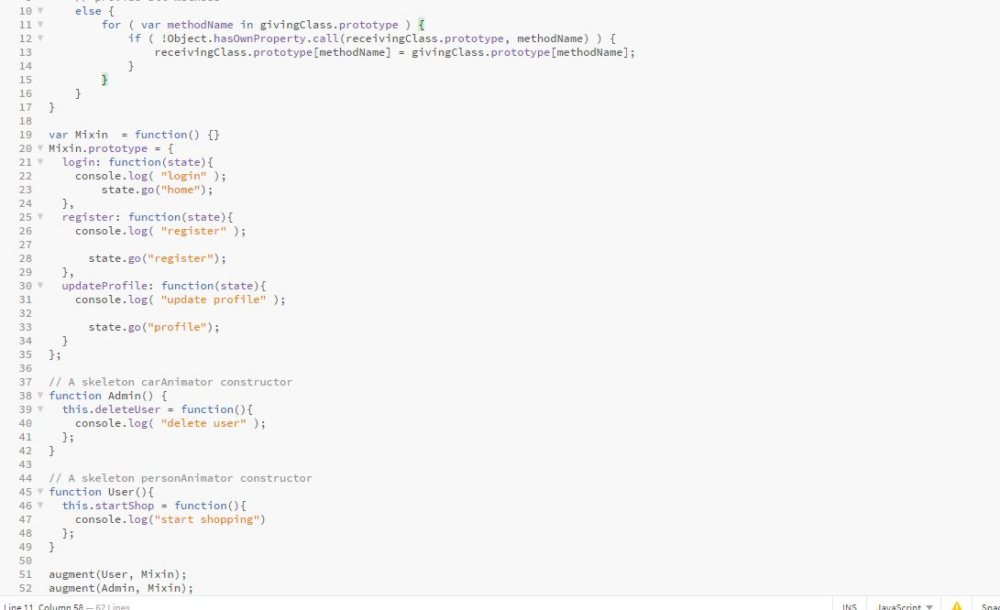 10 else {
11 for ( var methodName in givingClass.prototype ) {
12 if ( !Object.hasOwnProperty.call(receivingClass.prototype, methodName) ) {
13 receivingClass.prototype[methodName] = givingClass.prototype[methodName];
14 }
15 }
16 }
17 }
18
19 var Mixin  = function() {}
20 Mixin.prototype = {
21 login: function(state){
22 console.log( "login" );
23 state.go("home");
24 },
25 register: function(state){
26 console.log( "register" );
27
28 state.go("register");
29 },
30 updateProfile: function(state){
31 console.log( "update profile" );
32
33 state.go("profile");
34 }
35 };
36
37 // A skeleton carAnimator constructor
38 function Admin() {
39 this.deleteUser = function(){
40 console.log( "delete user" );
41 };
42 }
43
44 // A skeleton personAnimator constructor
45 function User(){
46 this.startShop = function(){
47 console.log("start shopping")
48 };
49 }
50
51 augment(User, Mixin);
52 augment(Admin, Mixin);
Line 11, Column 58 — 62 Lines INS JavaScript